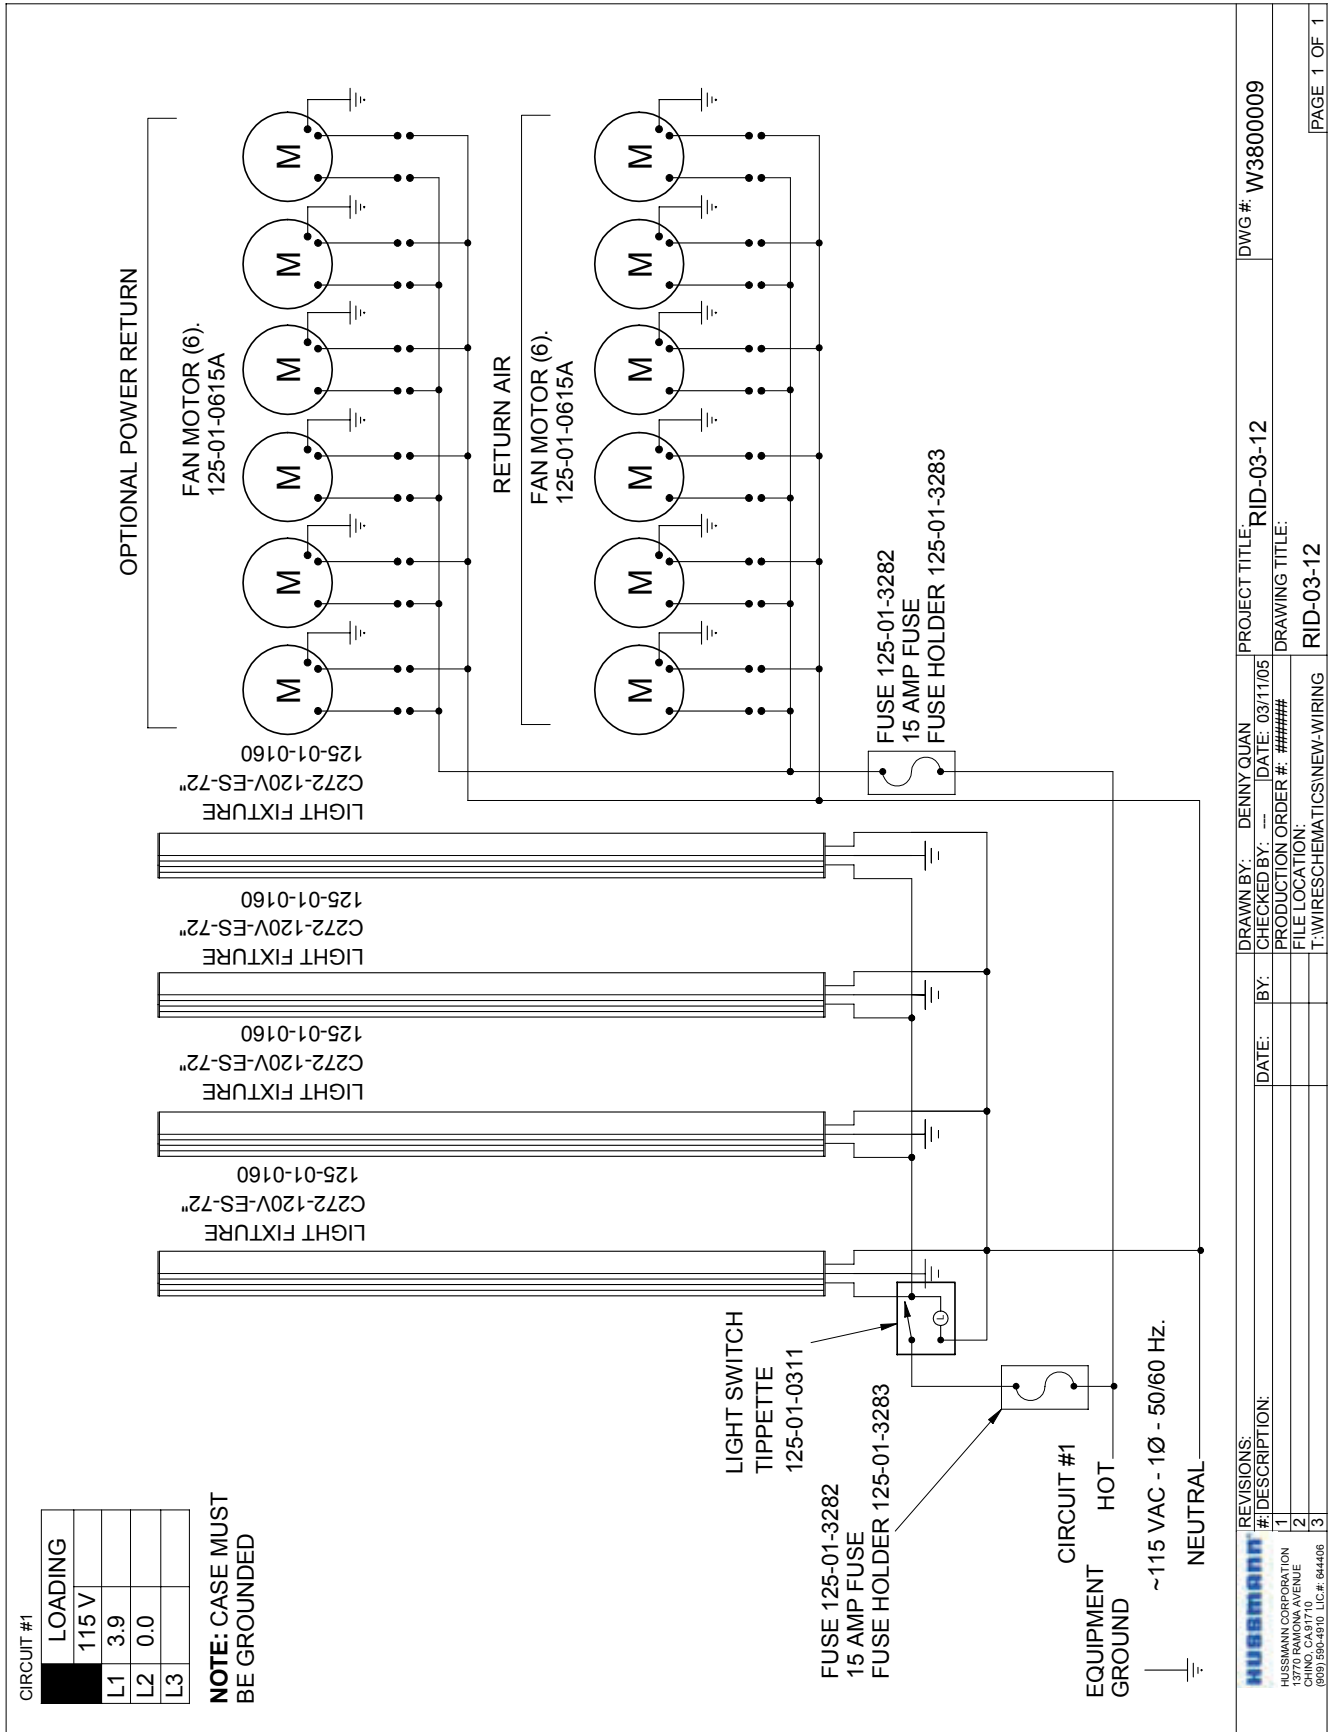 CIRCUIT #1
LOADING
115 V
L1 3.9
L2 0.0
L3
NOTE: CASE MUST
BE GROUNDED
OPTIONAL POWER RETURN
FAN MOTOR (6).
125-01-0615A
M M M M M M
RETURN AIR
FAN MOTOR (6).
125-01-0615A
M M M M M M
LIGHT FIXTURE
C272-120V-ES-72"
125-01-0160
LIGHT FIXTURE
C272-120V-ES-72"
125-01-0160
LIGHT FIXTURE
C272-120V-ES-72"
125-01-0160
LIGHT FIXTURE
C272-120V-ES-72"
125-01-0160
LIGHT SWITCH
TIPPETTE
125-01-0311
L
FUSE 125-01-3282
15 AMP FUSE
FUSE HOLDER 125-01-3283
FUSE 125-01-3282
15 AMP FUSE
FUSE HOLDER 125-01-3283
CIRCUIT #1
HOT
EQUIPMENT
GROUND
~115 VAC - 1Ø - 50/60 Hz.
NEUTRAL
HUSSMANN
HUSSMANN CORPORATION
13770 RAMONA AVENUE
CHINO, CA 91710
(909) 590-4910 LIC.#: 644406
REVISIONS:
#: DESCRIPTION: DATE: BY:
1
2
3
DRAWN BY: DENNY QUAN
CHECKED BY: --- DATE: 03/11/05
PRODUCTION ORDER #: ######
FILE LOCATION:
T:\WIRESCHEMATICS\NEW-WIRING
PROJECT TITLE:
RID-03-12
DRAWING TITLE:
RID-03-12
DWG #: W3800009
PAGE 1 OF 1